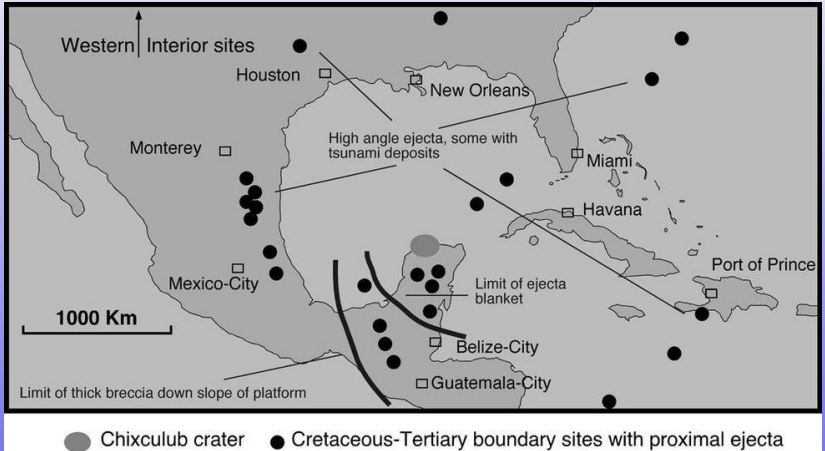 Western Interior sites
Houston
New Orleans
High angle ejecta, some with
tsunami deposits
Monterey
Miami
Havana
Port of Prince
Mexico-City
Limit of ejecta
blanket
1000 Km
Belize-City
Limit of thick breccia down slope of platform
Guatemala-City
Chixculub crater
Cretaceous-Tertiary boundary sites with proximal ejecta